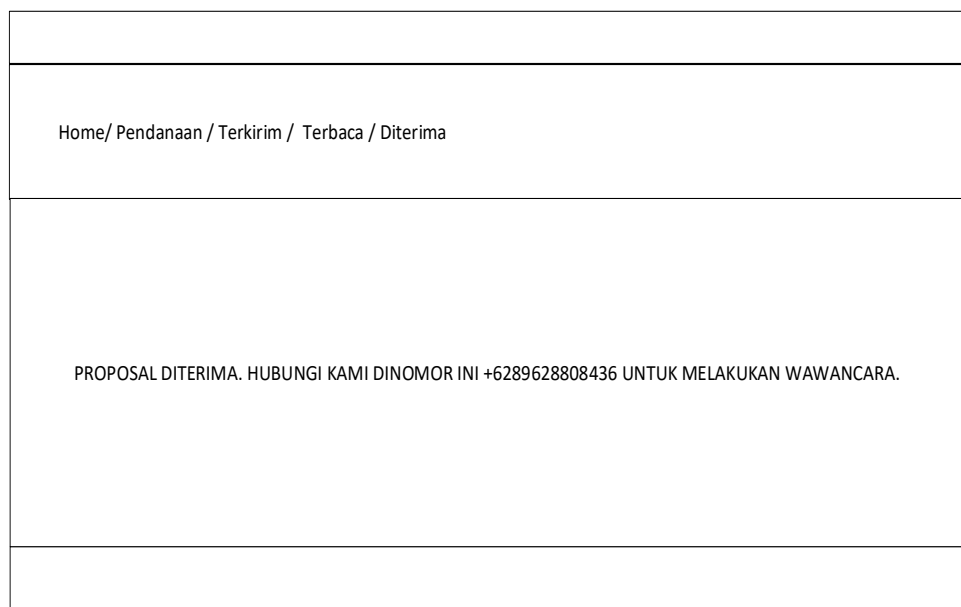 Home/ Pendanaan / Terkirim / Terbaca / Diterima
PROPOSAL DITERIMA. HUBUNGI KAMI DINOMOR INI +6289628808436 UNTUK MELAKUKAN WAWANCARA.